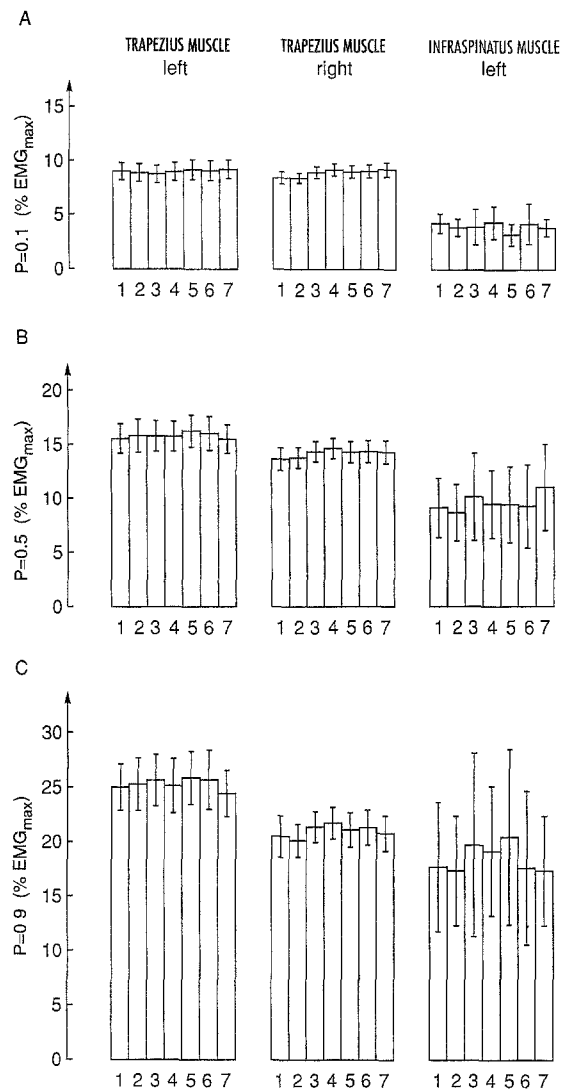 A
TRAPEZIUS MUSCLE left
TRAPEZIUS MUSCLE right
INFRASPINATUS MUSCLE left
P=0.1 (% EMGmax)
15
10
5
0
1 2 3 4 5 6 7
1 2 3 4 5 6 7
1 2 3 4 5 6 7
B
P=0.5 (% EMGmax)
20
15
10
5
0
1 2 3 4 5 6 7
1 2 3 4 5 6 7
1 2 3 4 5 6 7
C
P=0 9 (% EMGmax)
30
25
20
15
10
5
0
1 2 3 4 5 6 7
1 2 3 4 5 6 7
1 2 3 4 5 6 7